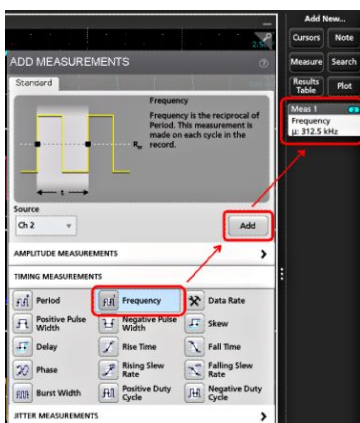 Add New...
Cursors Note
Measure Search
Results Table Plot
Meas 1
Frequency
µ: 312.5 kHz
ADD MEASUREMENTS
Standard
Frequency
Frequency is the reciprocal of
Period. This measurement is
made on each cycle in the
record.
t
Source
Ch 2
Add
AMPLITUDE MEASUREMENTS
TIMING MEASUREMENTS
Period Frequency Data Rate
Positive Pulse Width Negative Pulse Width Skew
Delay Rise Time Fall Time
Phase Rising Slew Rate Falling Slew Rate
Burst Width Positive Duty Cycle Negative Duty Cycle
JITTER MEASUREMENTS